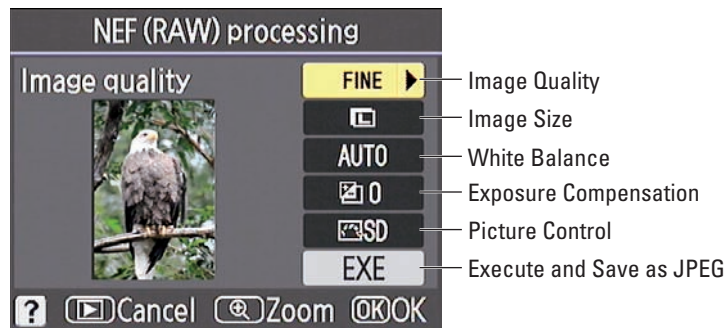 NEF (RAW) processing
Image quality
FINE
Image Quality
L
Image Size
AUTO
White Balance
0
Exposure Compensation
SD
Picture Control
EXE
Execute and Save as JPEG
? Cancel Zoom OK OK